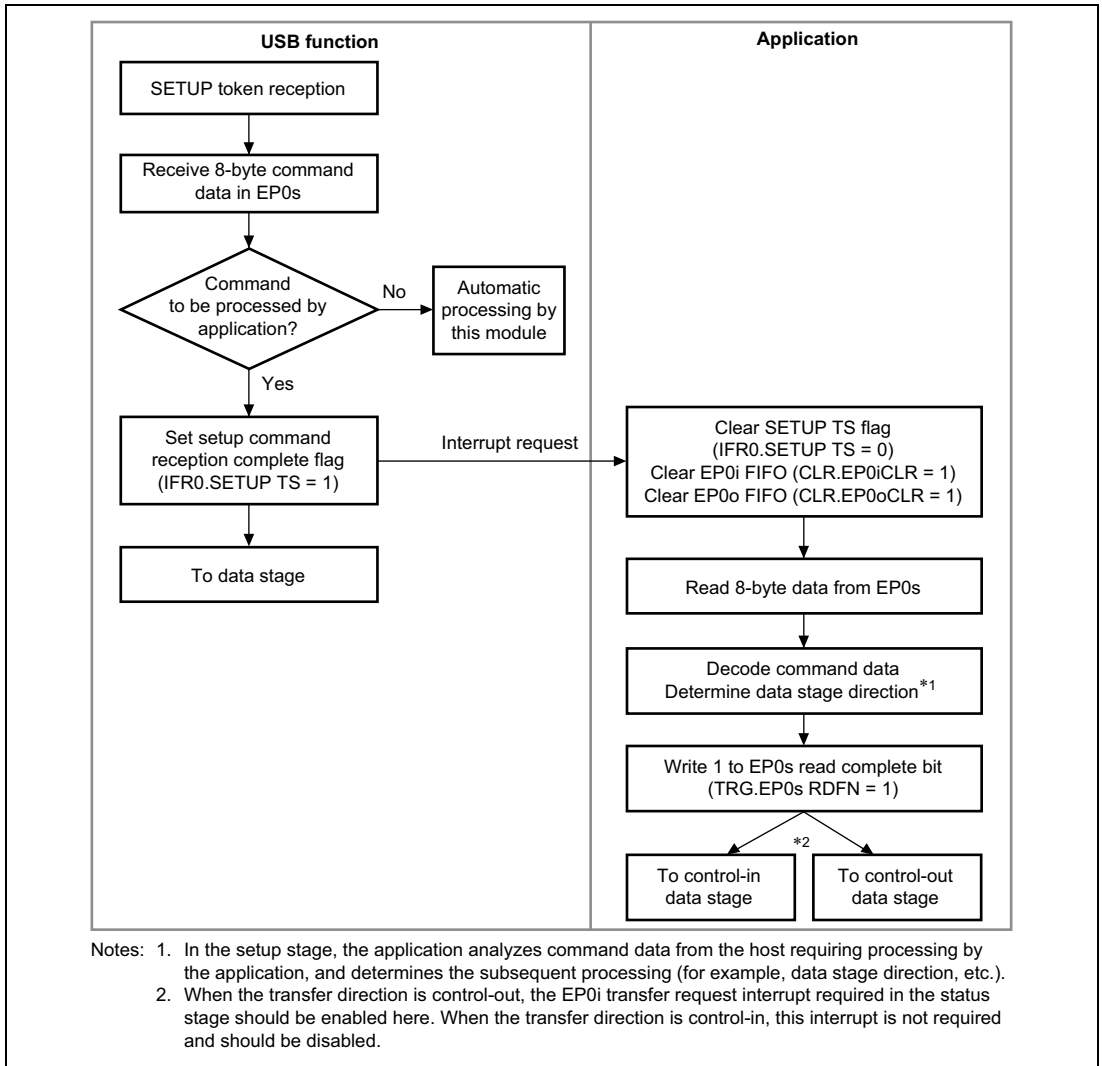 USB function
SETUP token reception
Receive 8-byte command
data in EP0s
Command
to be processed by
application?
No
Automatic
processing by
this module
Yes
Set setup command
reception complete flag
(IFR0.SETUP TS = 1)
Interrupt request
To data stage
Application
Clear SETUP TS flag
(IFR0.SETUP TS = 0)
Clear EP0i FIFO (CLR.EP0iCLR = 1)
Clear EP0o FIFO (CLR.EP0oCLR = 1)
Read 8-byte data from EP0s
Decode command data
Determine data stage direction*1
Write 1 to EP0s read complete bit
(TRG.EP0s RDFN = 1)
*2
To control-in
data stage
To control-out
data stage
Notes: 1. In the setup stage, the application analyzes command data from the host requiring processing by
the application, and determines the subsequent processing (for example, data stage direction, etc.).
2. When the transfer direction is control-out, the EP0i transfer request interrupt required in the status
stage should be enabled here. When the transfer direction is control-in, this interrupt is not required
and should be disabled.